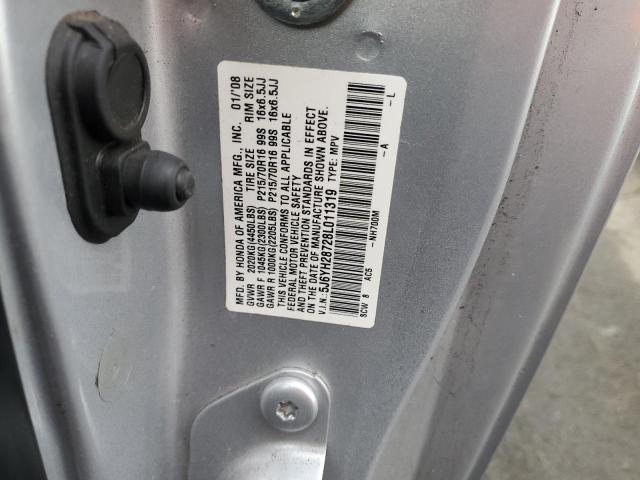 MFD. BY HONDA OF AMERICA MFG., INC. 01/'08
GVWR 2020KG(4450LBS) TIRE SIZE RIM SIZE
GAWR F 1045KG(2300LBS) P215/70R16 99S 16x6.5JJ
GAWR R 1000KG(2205LBS) P215/70R16 99S 16x6.5JJ
THIS VEHICLE CONFORMS TO ALL APPLICABLE
FEDERAL MOTOR VEHICLE SAFETY
AND THEFT PREVENTION STANDARDS IN EFFECT
ON THE DATE OF MANUFACTURE SHOWN ABOVE.
V.I.N. 5J6YH28728L011319 TYPE: MPV
SCW 8 AC5 -NH700M -A -L